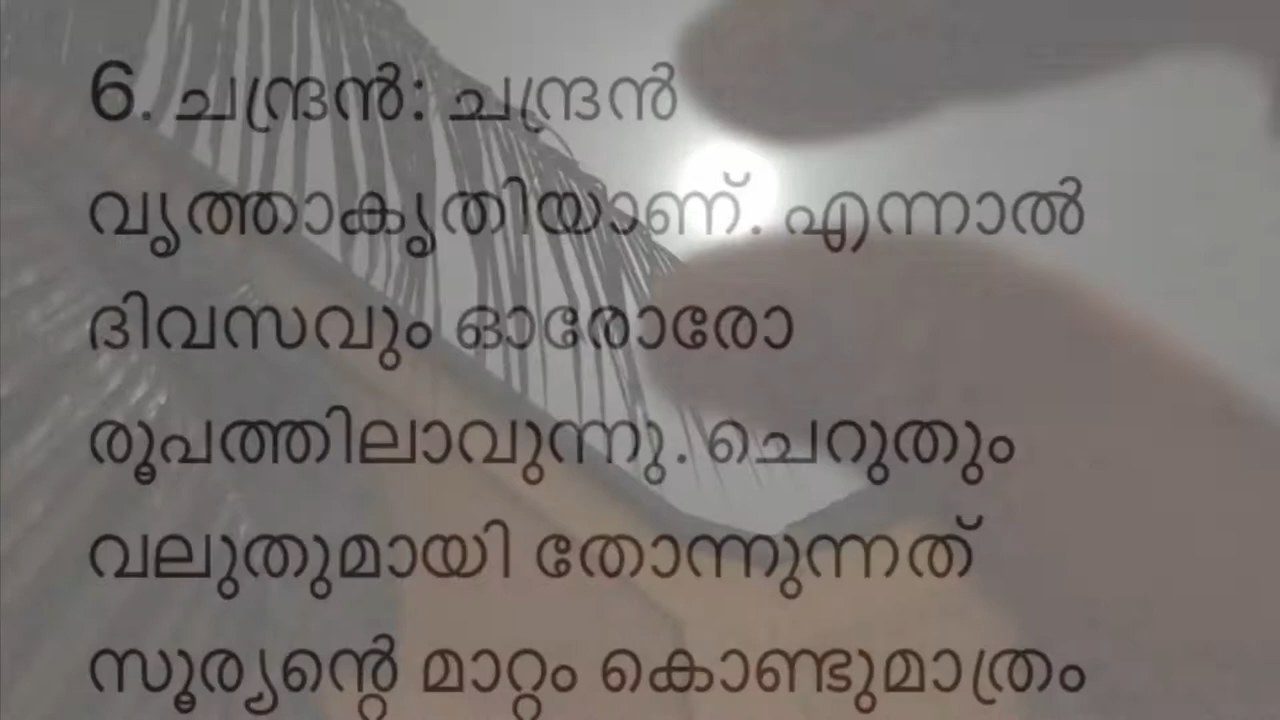 6. ചന്ദ്രൻ: ചന്ദ്രൻ
വൃത്താകൃതിയാണ്. എന്നാൽ
ദിവസവും ഓരോരോ
രൂപത്തിലാവുന്നു. ചെറുതും
വലുതുമായി തോന്നുന്നത്
സൂര്യന്റെ മാറ്റം കൊണ്ടുമാത്രം